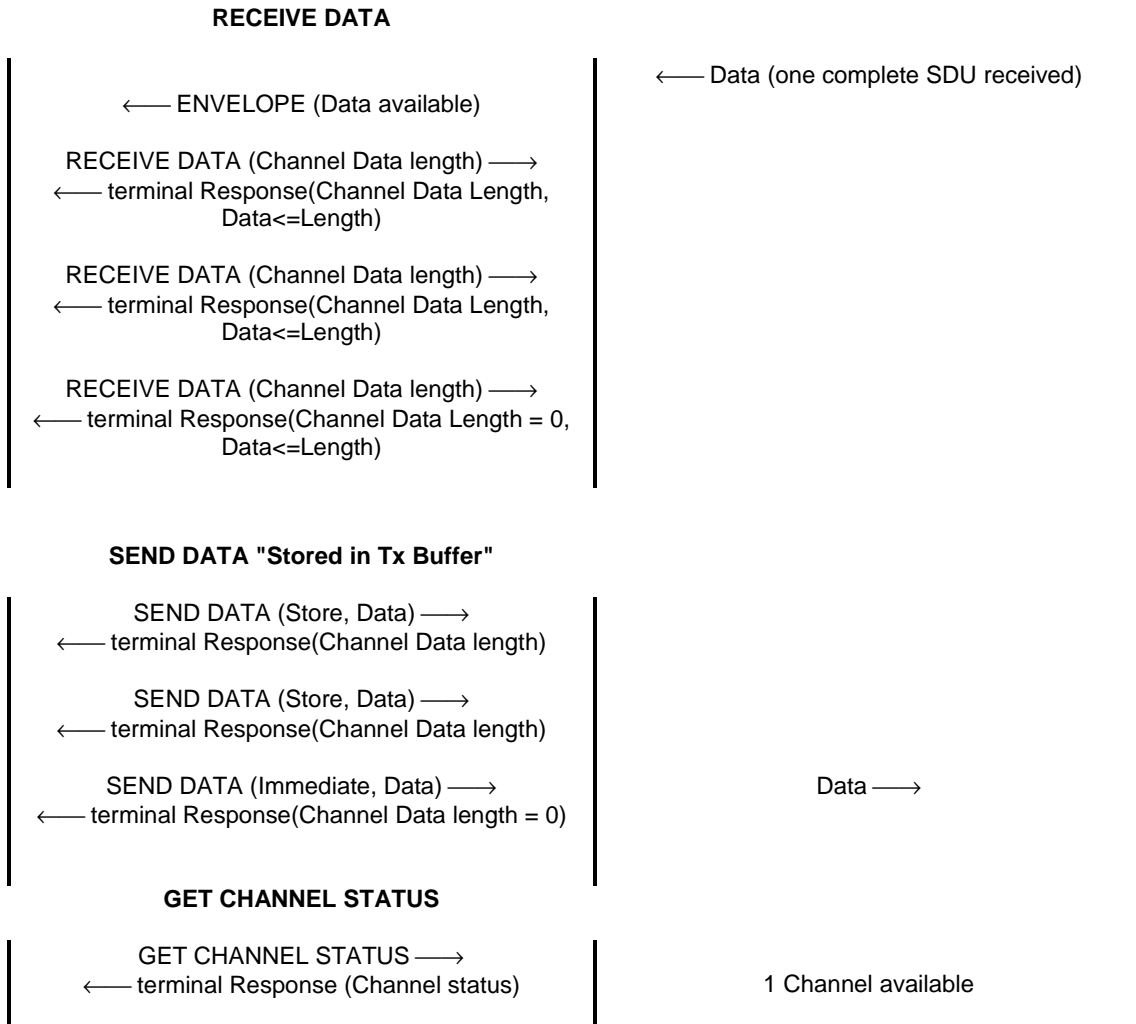 RECEIVE DATA
←── Data (one complete SDU received)
←── ENVELOPE (Data available)
RECEIVE DATA (Channel Data length) ──→
←── terminal Response(Channel Data Length,
Data<=Length)
RECEIVE DATA (Channel Data length) ──→
←── terminal Response(Channel Data Length,
Data<=Length)
RECEIVE DATA (Channel Data length) ──→
←── terminal Response(Channel Data Length = 0,
Data<=Length)
SEND DATA "Stored in Tx Buffer"
SEND DATA (Store, Data) ──→
←── terminal Response(Channel Data length)
SEND DATA (Store, Data) ──→
←── terminal Response(Channel Data length)
SEND DATA (Immediate, Data) ──→
Data ──→
←── terminal Response(Channel Data length = 0)
GET CHANNEL STATUS
GET CHANNEL STATUS ──→
←── terminal Response (Channel status)
1 Channel available